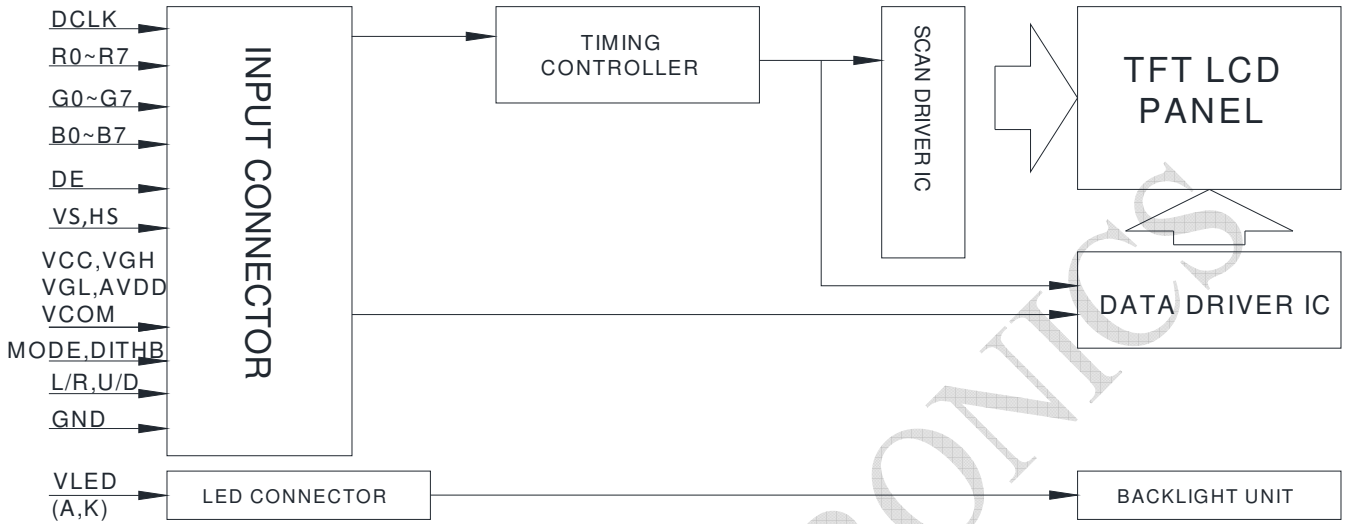 DCLK
R0~R7
G0~G7
B0~B7
DE
VS,HS
VCC,VGH
VGL,AVDD
VCOM
MODE,DITHB
L/R,U/D
GND
INPUT CONNECTOR
TIMING
CONTROLLER
SCAN DRIVER IC
TFT LCD
PANEL
DATA DRIVER IC
VLED
(A,K)
LED CONNECTOR
BACKLIGHT UNIT
RONICS